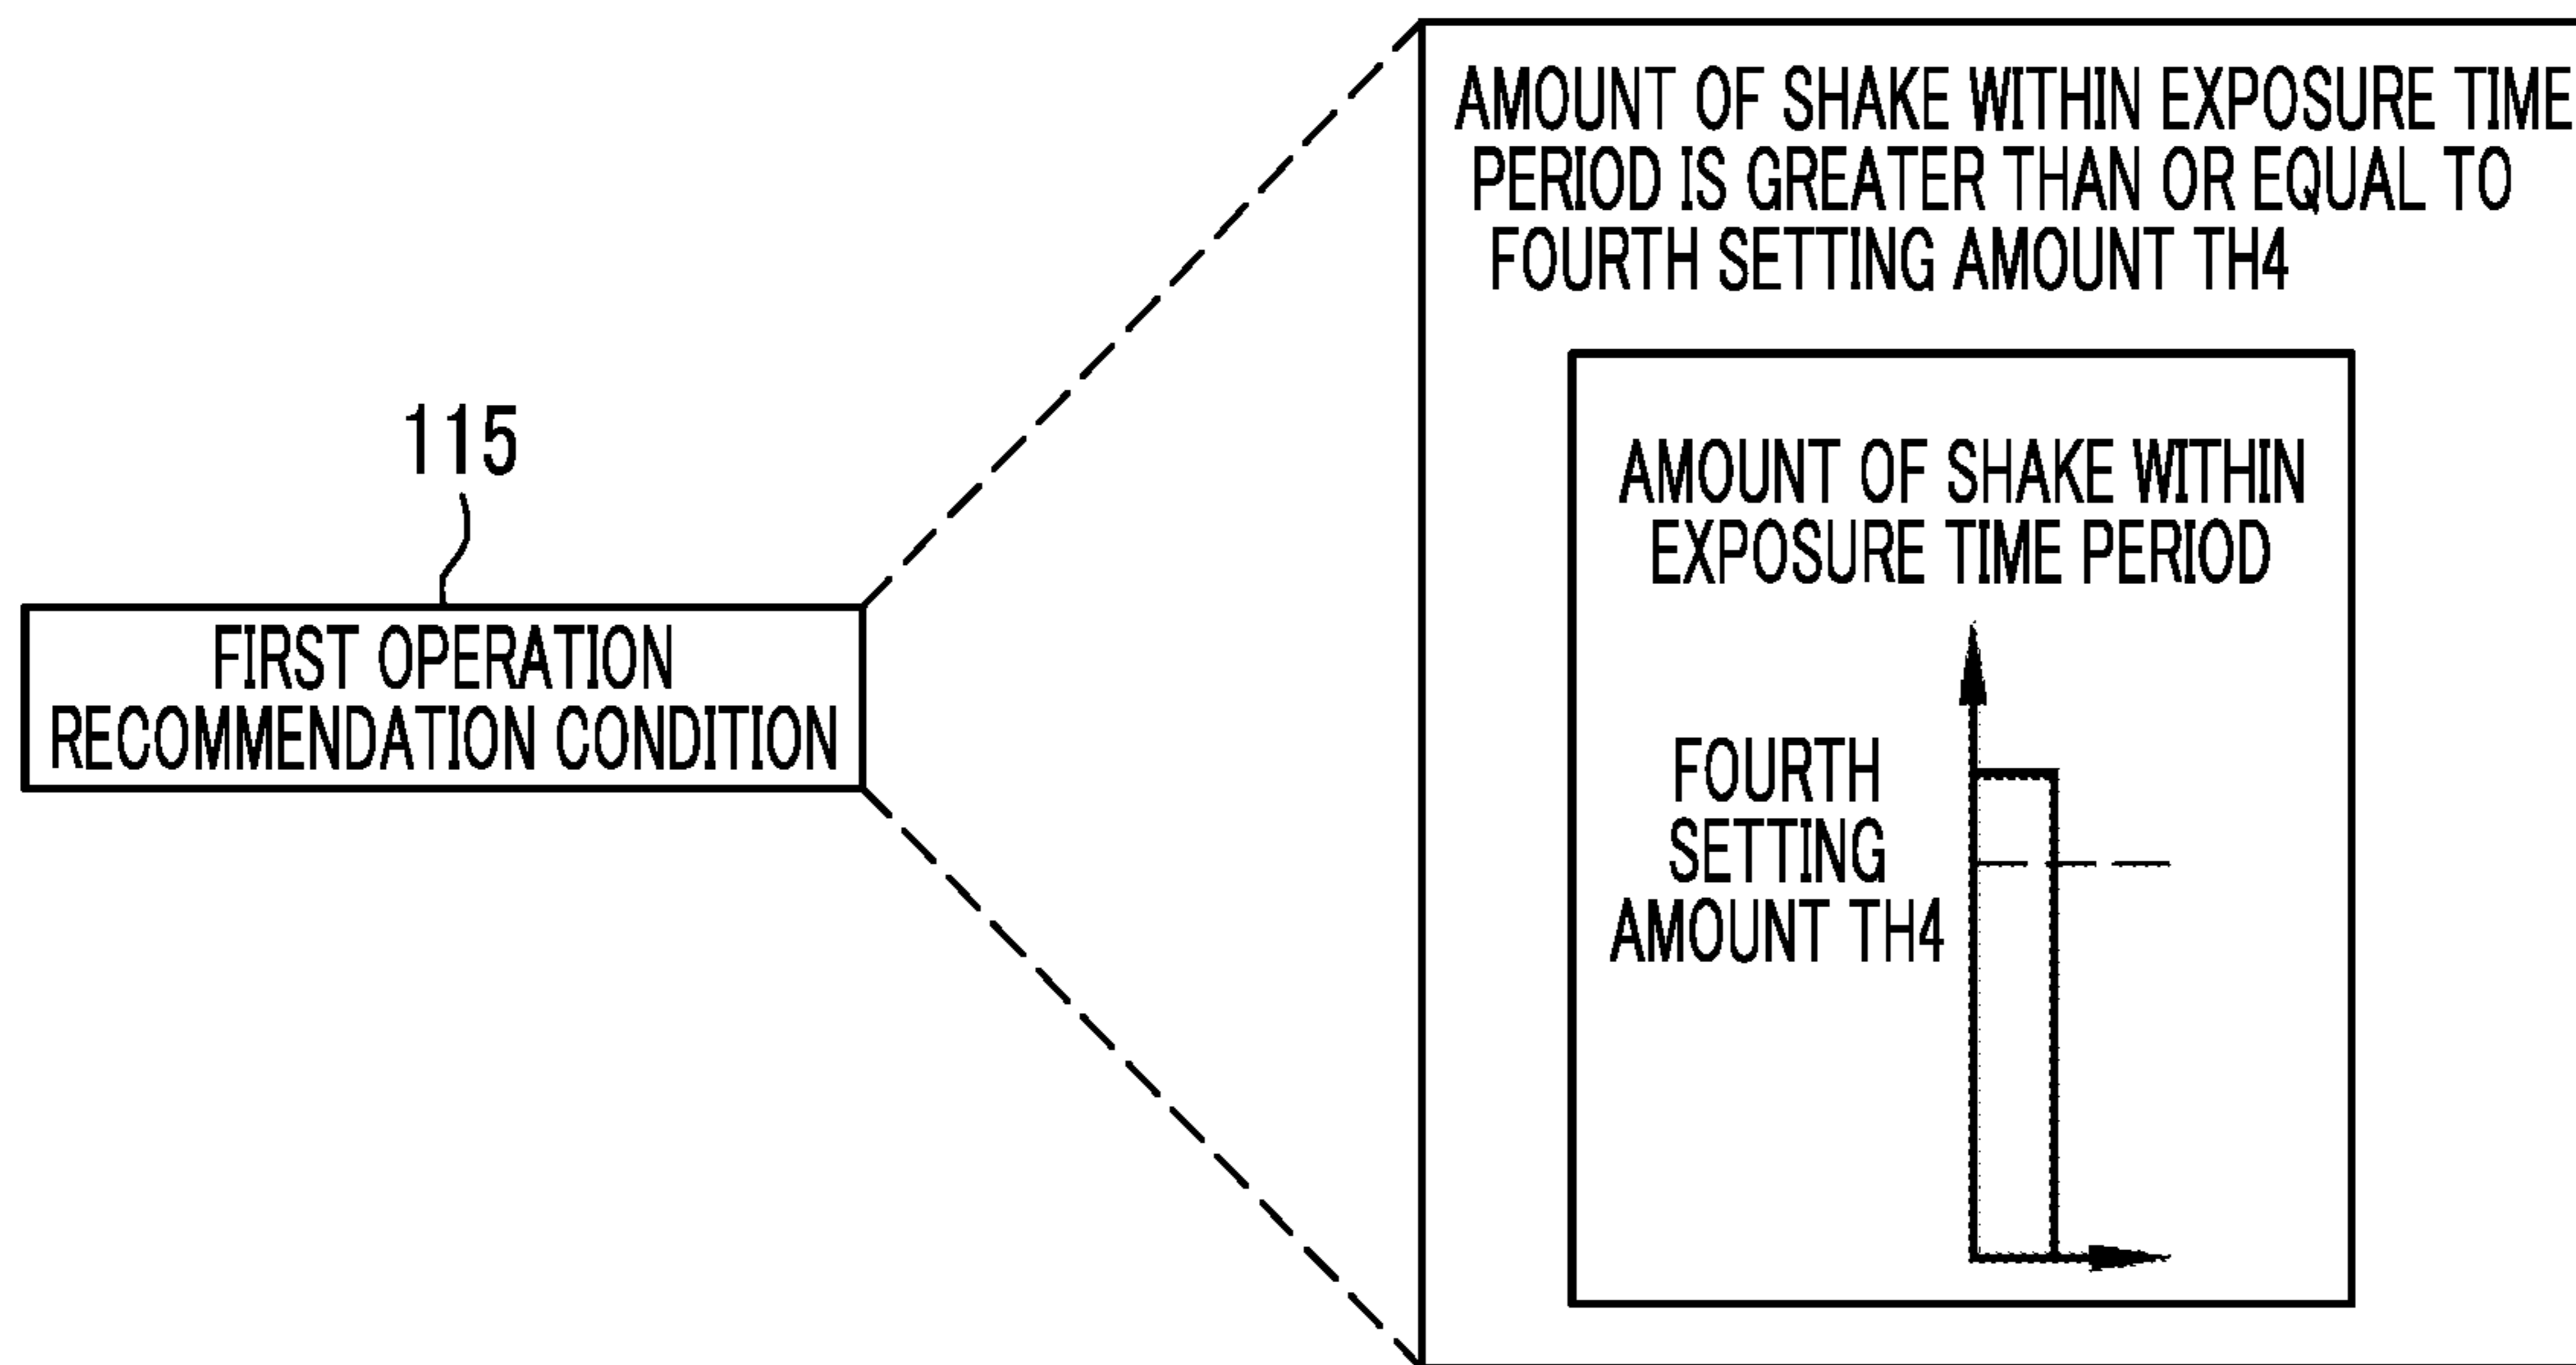 115
FIRST OPERATION
RECOMMENDATION CONDITION
AMOUNT OF SHAKE WITHIN EXPOSURE TIME
PERIOD IS GREATER THAN OR EQUAL TO
FOURTH SETTING AMOUNT TH4
AMOUNT OF SHAKE WITHIN
EXPOSURE TIME PERIOD
FOURTH
SETTING
AMOUNT TH4